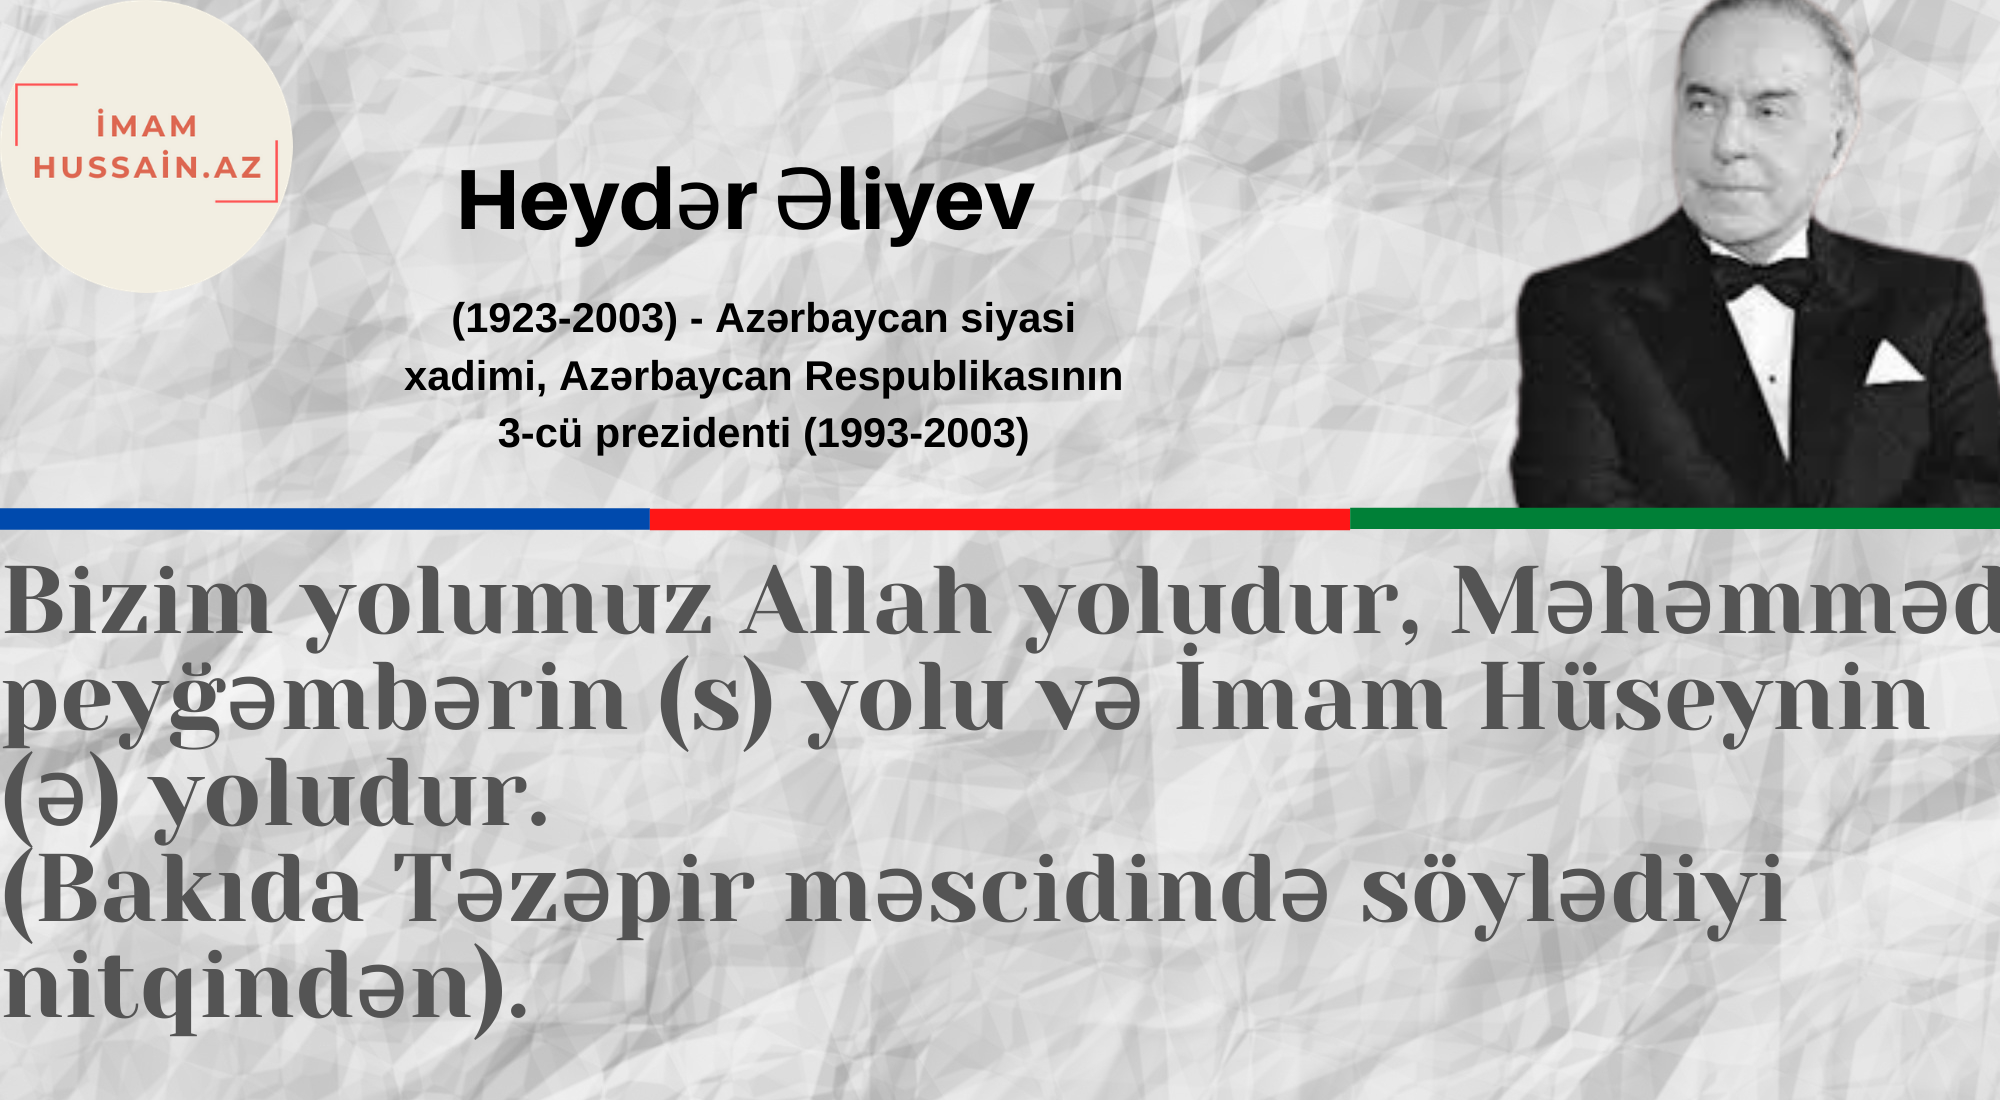 İMAM
HUSSAİN.AZ
Heydər Əliyev
(1923-2003) - Azərbaycan siyasi
xadimi, Azərbaycan Respublikasının
3-cü prezidenti (1993-2003)
Bizim yolumuz Allah yoludur, Məhəmməd
peyğəmbərin (s) yolu və İmam Hüseynin
(ə) yoludur.
(Bakıda Təzəpir məscidində söylədiyi
nitqindən).